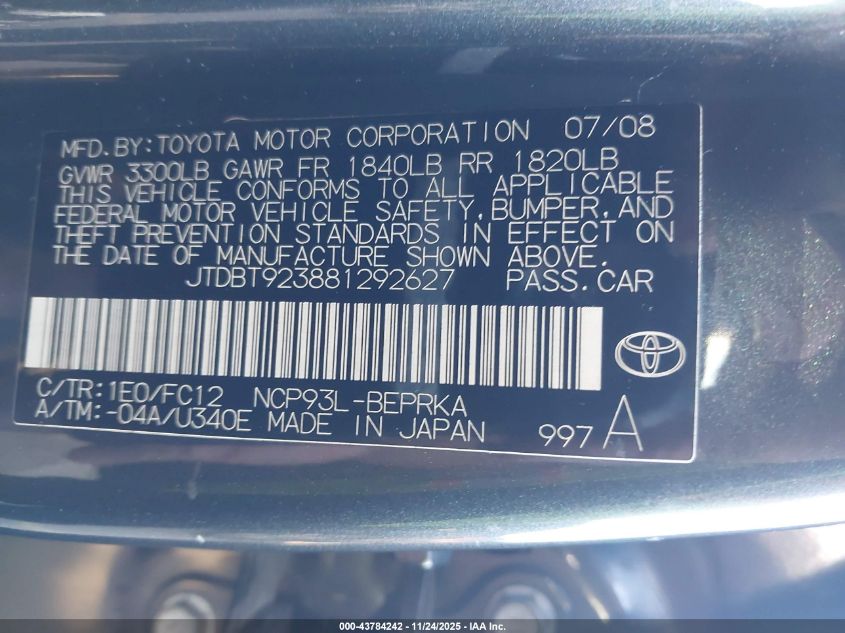 MFD. BY: TOYOTA MOTOR CORPORATION 07/08
GVWR 3300LB GAWR FR 1840LB RR 1820LB
THIS VEHICLE CONFORMS TO ALL APPLICABLE
FEDERAL MOTOR VEHICLE SAFETY, BUMPER, AND
THEFT PREVENTION STANDARDS IN EFFECT ON
THE DATE OF MANUFACTURE SHOWN ABOVE.
JTDBT923881292627 PASS. CAR
C/TR: 1E0/FC12 NCP93L-BEPRKA
A/TM: -04A/U340E MADE IN JAPAN 997 A
000-43784242 - 11/24/2025 - IAA Inc.